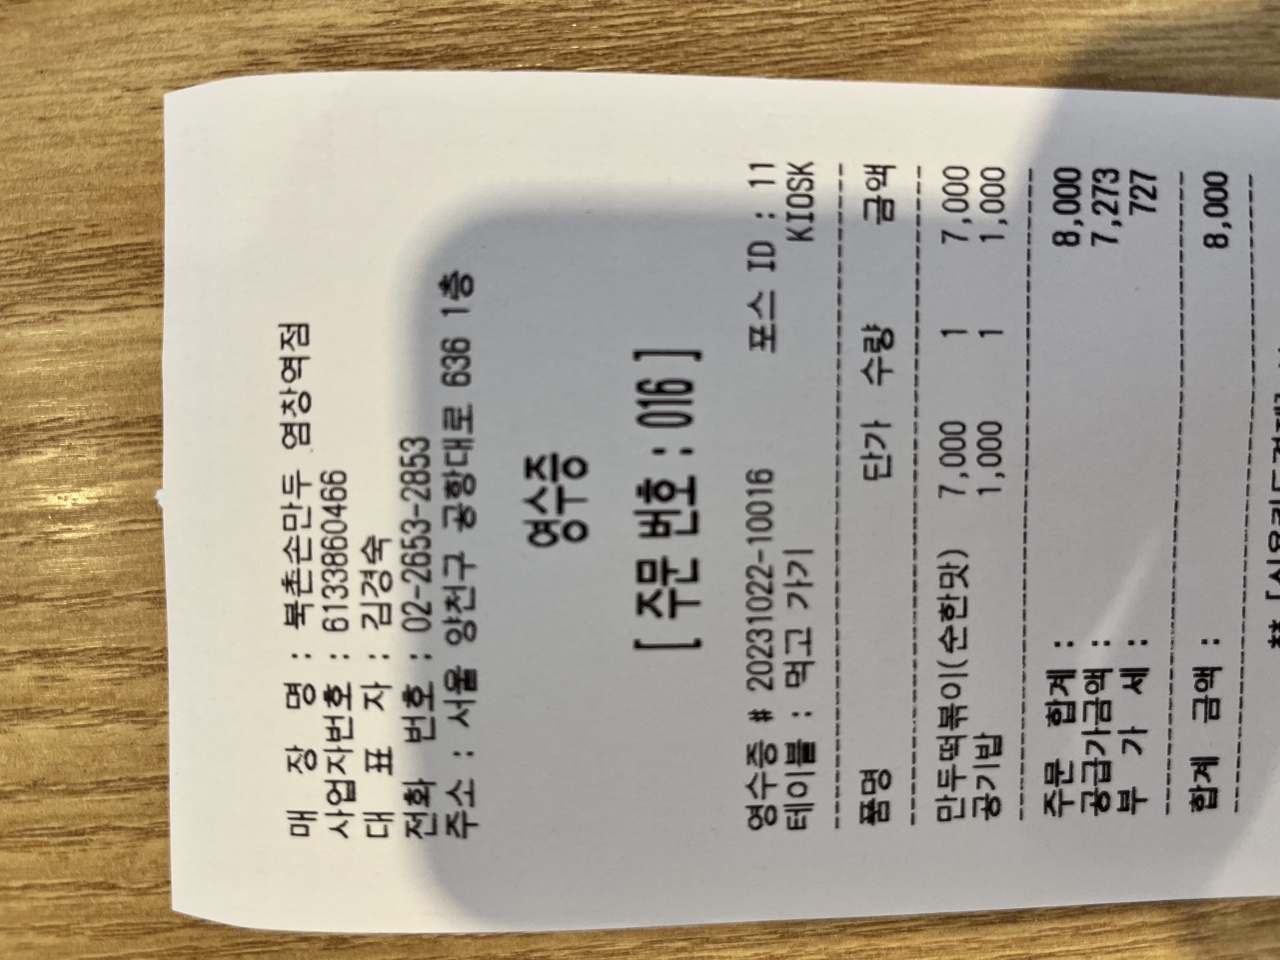 매 장 명 : 북촌손만두 염창역점
사업자번호 : 6133860466
대 표 자 : 김경숙
전화 번호 : 02-2653-2853
주소 : 서울 양천구 공항대로 636 1층
영수증
[ 주문 번호 : 016 ]
영수증 # 20231022-10016 포스 ID : 11
테이블 : 먹고 가기 KIOSK
품명 단가 수량 금액
만두떡볶이(순한맛) 7,000 1 7,000
공기밥 1,000 1 1,000
주문 합계 : 8,000
공급가금액 : 7,273
부 가 세 : 727
합계 금액 : 8,000